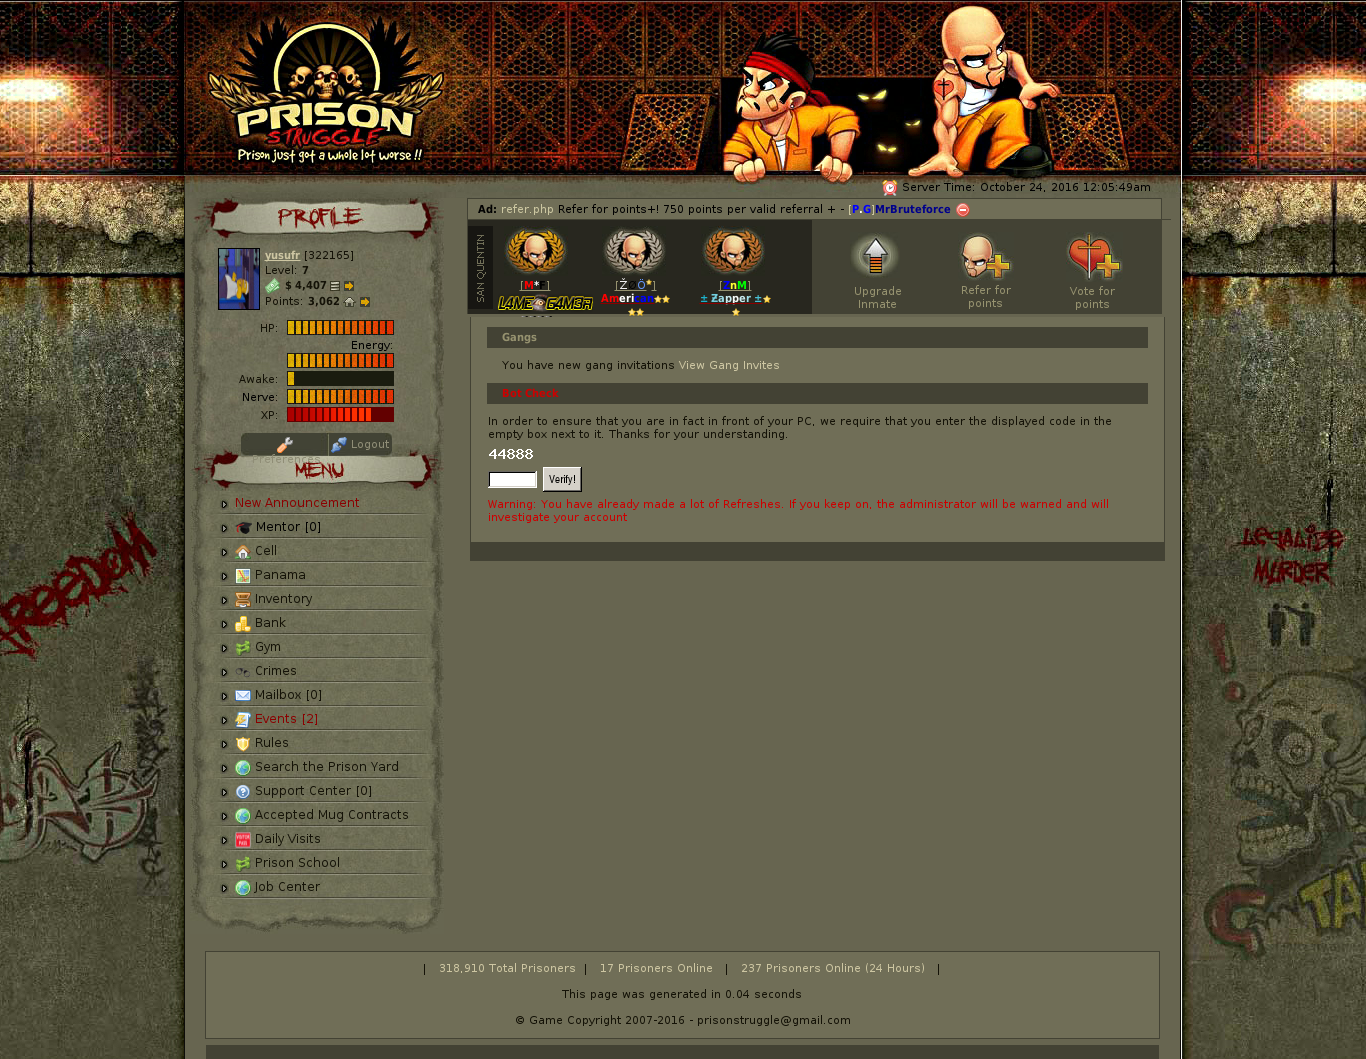 PRISON
STRUGGLE
Prison just got a whole lot worse !!
Server Time: October 24, 2016 12:05:49am
PROFILE
yusufr [322165]
Level: 7
$ 4,407
Points: 3,062
HP:
Energy:
Awake:
Nerve:
XP:
Preferences
Logout
MENU
New Announcement
Mentor [0]
Cell
Panama
Inventory
Bank
Gym
Crimes
Mailbox [0]
Events [2]
Rules
Search the Prison Yard
Support Center [0]
Accepted Mug Contracts
Daily Visits
Prison School
Job Center
Ad: refer.php Refer for points+! 750 points per valid referral + - [P.G]MrBruteforce
SAN QUENTIN
LAME GAM3R
American
± Zapper ±
Upgrade
Inmate
Refer for
points
Vote for
points
Gangs
You have new gang invitations View Gang Invites
Bot Check
In order to ensure that you are in fact in front of your PC, we require that you enter the displayed code in the
empty box next to it. Thanks for your understanding.
44888
Verify!
Warning: You have already made a lot of Refreshes. If you keep on, the administrator will be warned and will
investigate your account
FREEDOM
LEGALIZE
MURDER
| 318,910 Total Prisoners | 17 Prisoners Online | 237 Prisoners Online (24 Hours) |
This page was generated in 0.04 seconds
© Game Copyright 2007-2016 - prisonstruggle@gmail.com